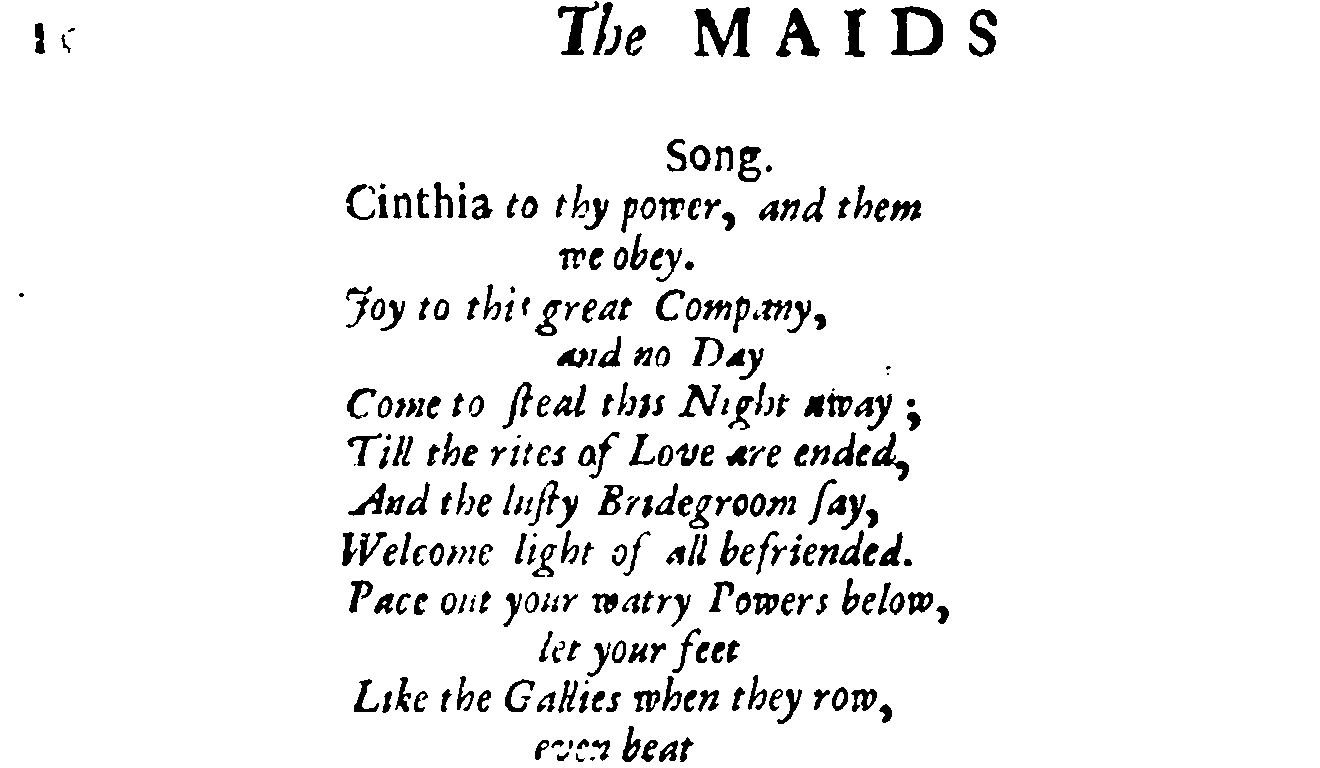 The MAIDS
Song.
Cinthia to thy power, and them
we obey.
Joy to this great Company,
and no Day
Come to ſteal this Night away ;
Till the rites of Love are ended,
And the luſty Bridegroom ſay,
Welcome light of all befriended.
Pace out your watry Powers below,
let your feet
Like the Gallies when they row,
even beat